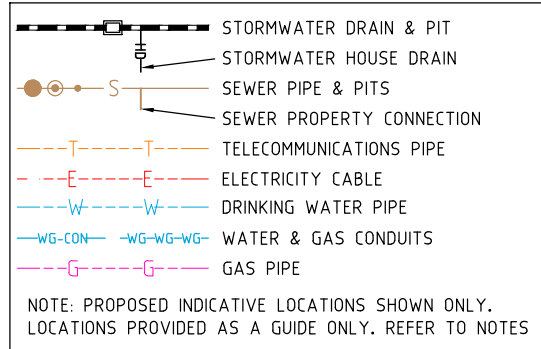 STORMWATER DRAIN & PIT
STORMWATER HOUSE DRAIN
S SEWER PIPE & PITS
SEWER PROPERTY CONNECTION
T T TELECOMMUNICATIONS PIPE
E E ELECTRICITY CABLE
W W DRINKING WATER PIPE
WG-CON WG-WG-WG WATER & GAS CONDUITS
G G GAS PIPE
NOTE: PROPOSED INDICATIVE LOCATIONS SHOWN ONLY.
LOCATIONS PROVIDED AS A GUIDE ONLY. REFER TO NOTES